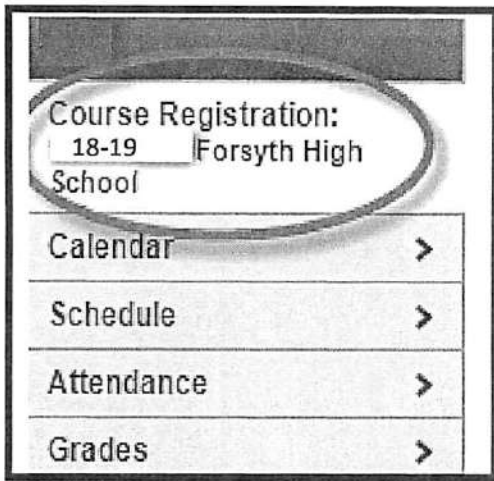 Course Registration:
18-19 Forsyth High
School
Calendar >
Schedule >
Attendance >
Grades >